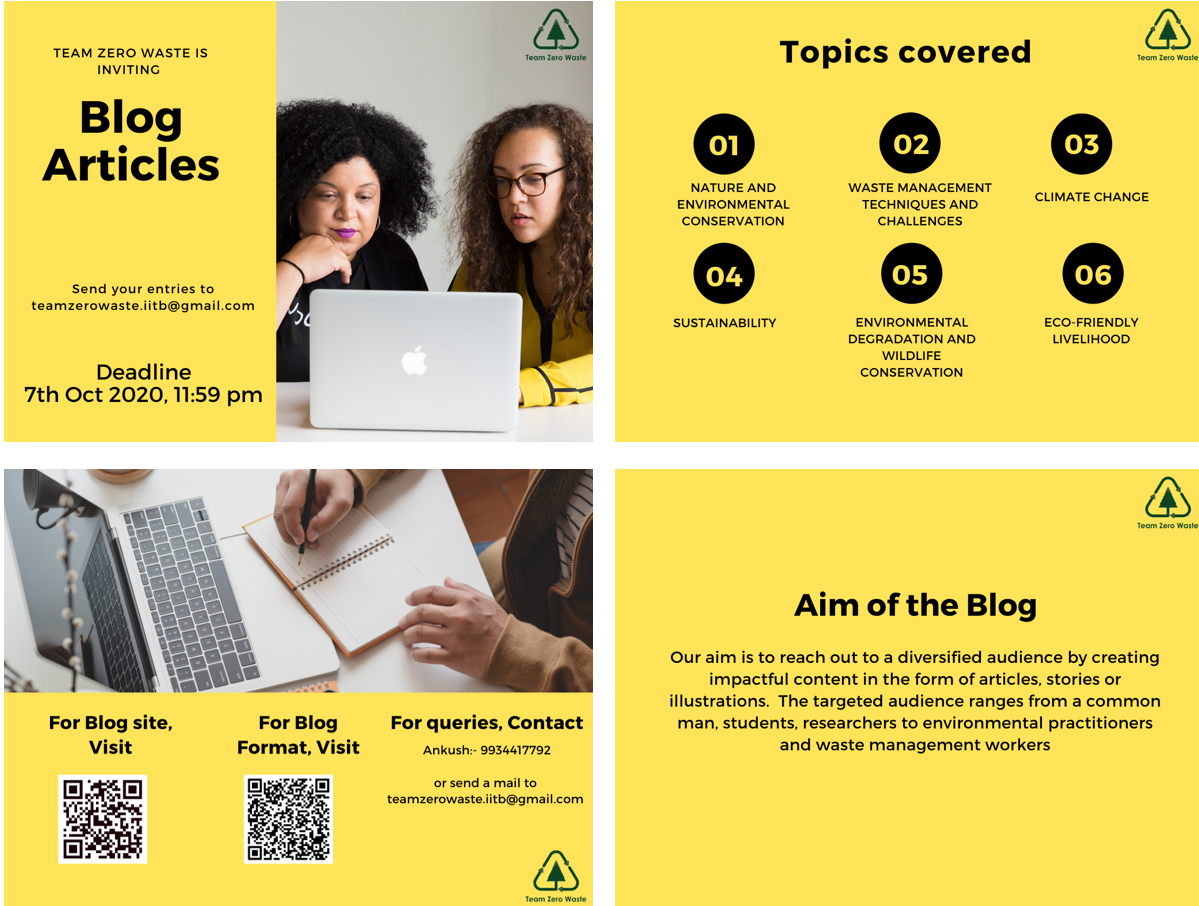 TEAM ZERO WASTE IS
INVITING
Blog
Articles
Send your entries to
teamzerowaste.iitb@gmail.com
Deadline
7th Oct 2020, 11:59 pm
Team Zero Waste
Topics covered
Team Zero Waste
01
NATURE AND
ENVIRONMENTAL
CONSERVATION
02
WASTE MANAGEMENT
TECHNIQUES AND
CHALLENGES
03
CLIMATE CHANGE
04
SUSTAINABILITY
05
ENVIRONMENTAL
DEGRADATION AND
WILDLIFE
CONSERVATION
06
ECO-FRIENDLY
LIVELIHOOD
For Blog site,
Visit
For Blog
Format, Visit
For queries, Contact
Ankush:- 9934417792
or send a mail to
teamzerowaste.iitb@gmail.com
Team Zero Waste
Team Zero Waste
Aim of the Blog
Our aim is to reach out to a diversified audience by creating
impactful content in the form of articles, stories or
illustrations.  The targeted audience ranges from a common
man, students, researchers to environmental practitioners
and waste management workers